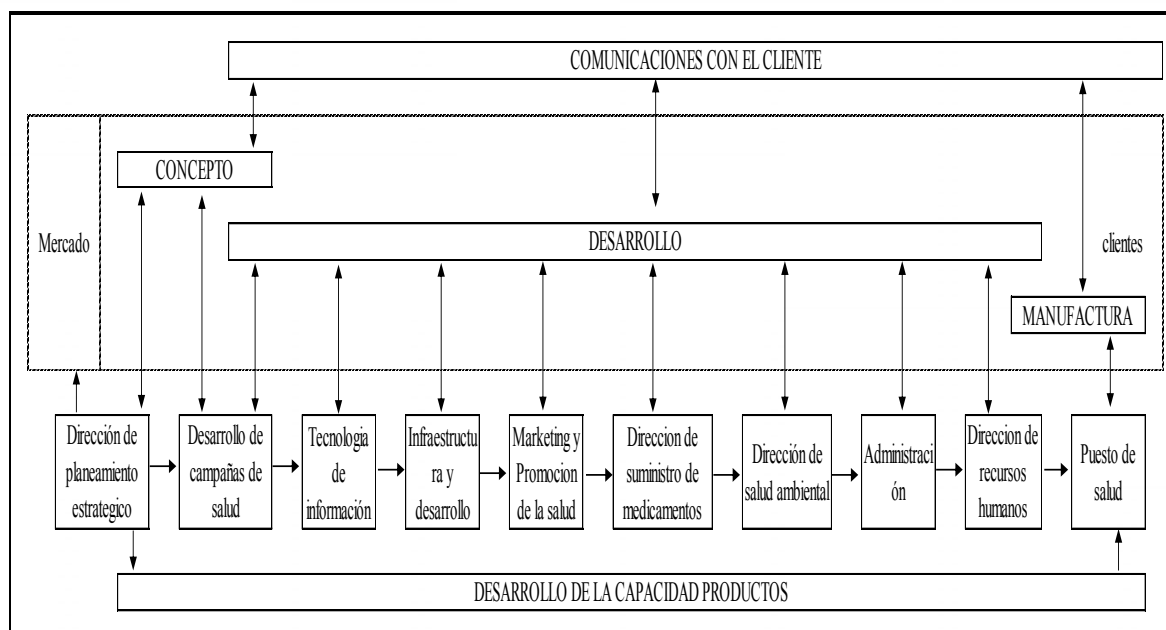 COMUNICACIONES CON EL CLIENTE
CONCEPTO
Mercado
DESARROLLO
clientes
MANUFACTURA
Dirección de
planeamiento
estrategico
Desarrollo de
campañas de
salud
Tecnologia
de
información
Infraestructu
ra y
desarrollo
Marketing y
Promocion
de la salud
Direccion de
suministro de
medicamentos
Dirección de
salud ambiental
Administraci
ón
Direccion de
recursos
humanos
Puesto de
salud
DESARROLLO DE LA CAPACIDAD PRODUCTOS